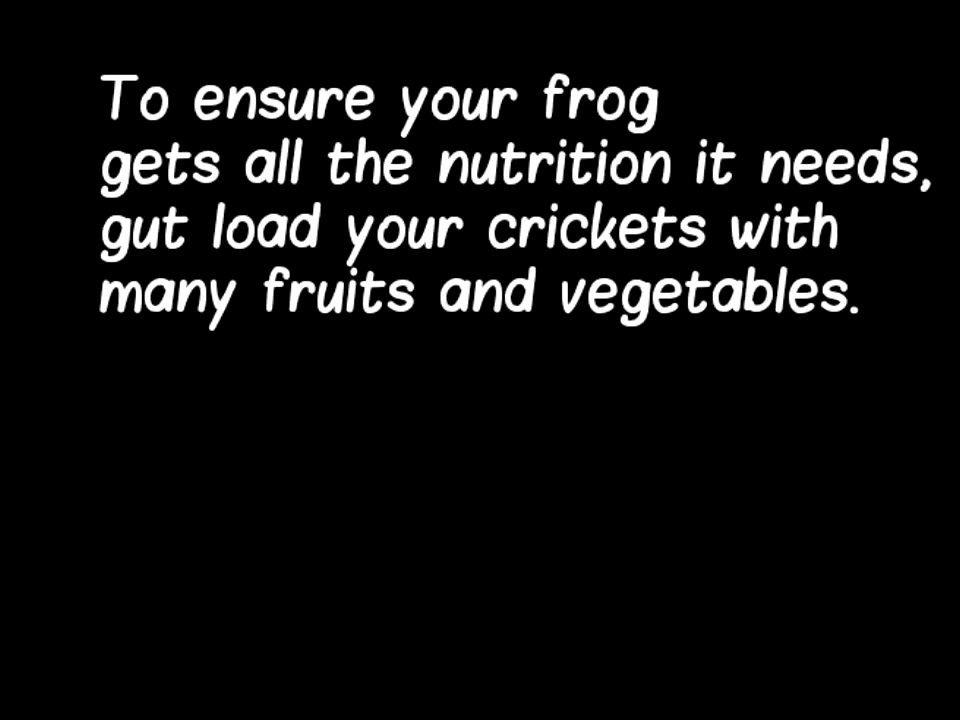 To ensure your frog
gets all the nutrition it needs,
gut load your crickets with
many fruits and vegetables.